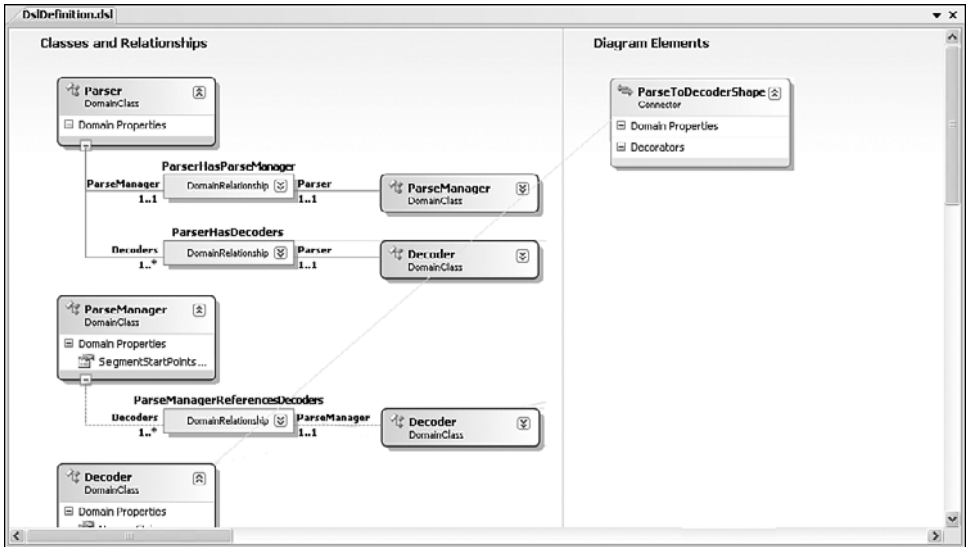 DslDefinition.dsl
Classes and Relationships
Diagram Elements
Parser
DomainClass
Domain Properties
ParseToDecoderShape
Connector
Domain Properties
Decorators
ParserHasParseManager
ParseManager
DomainRelationship
Parser
1..1
1..1
ParseManager
DomainClass
ParserHasDecoders
Decoders
DomainRelationship
Parser
1..*
1..1
Decoder
DomainClass
ParseManager
DomainClass
Domain Properties
SegmentStartPoints...
ParseManagerReferencesDecoders
Decoders
DomainRelationship
ParseManager
1..*
1..1
Decoder
DomainClass
Decoder
DomainClass
Domain Properties